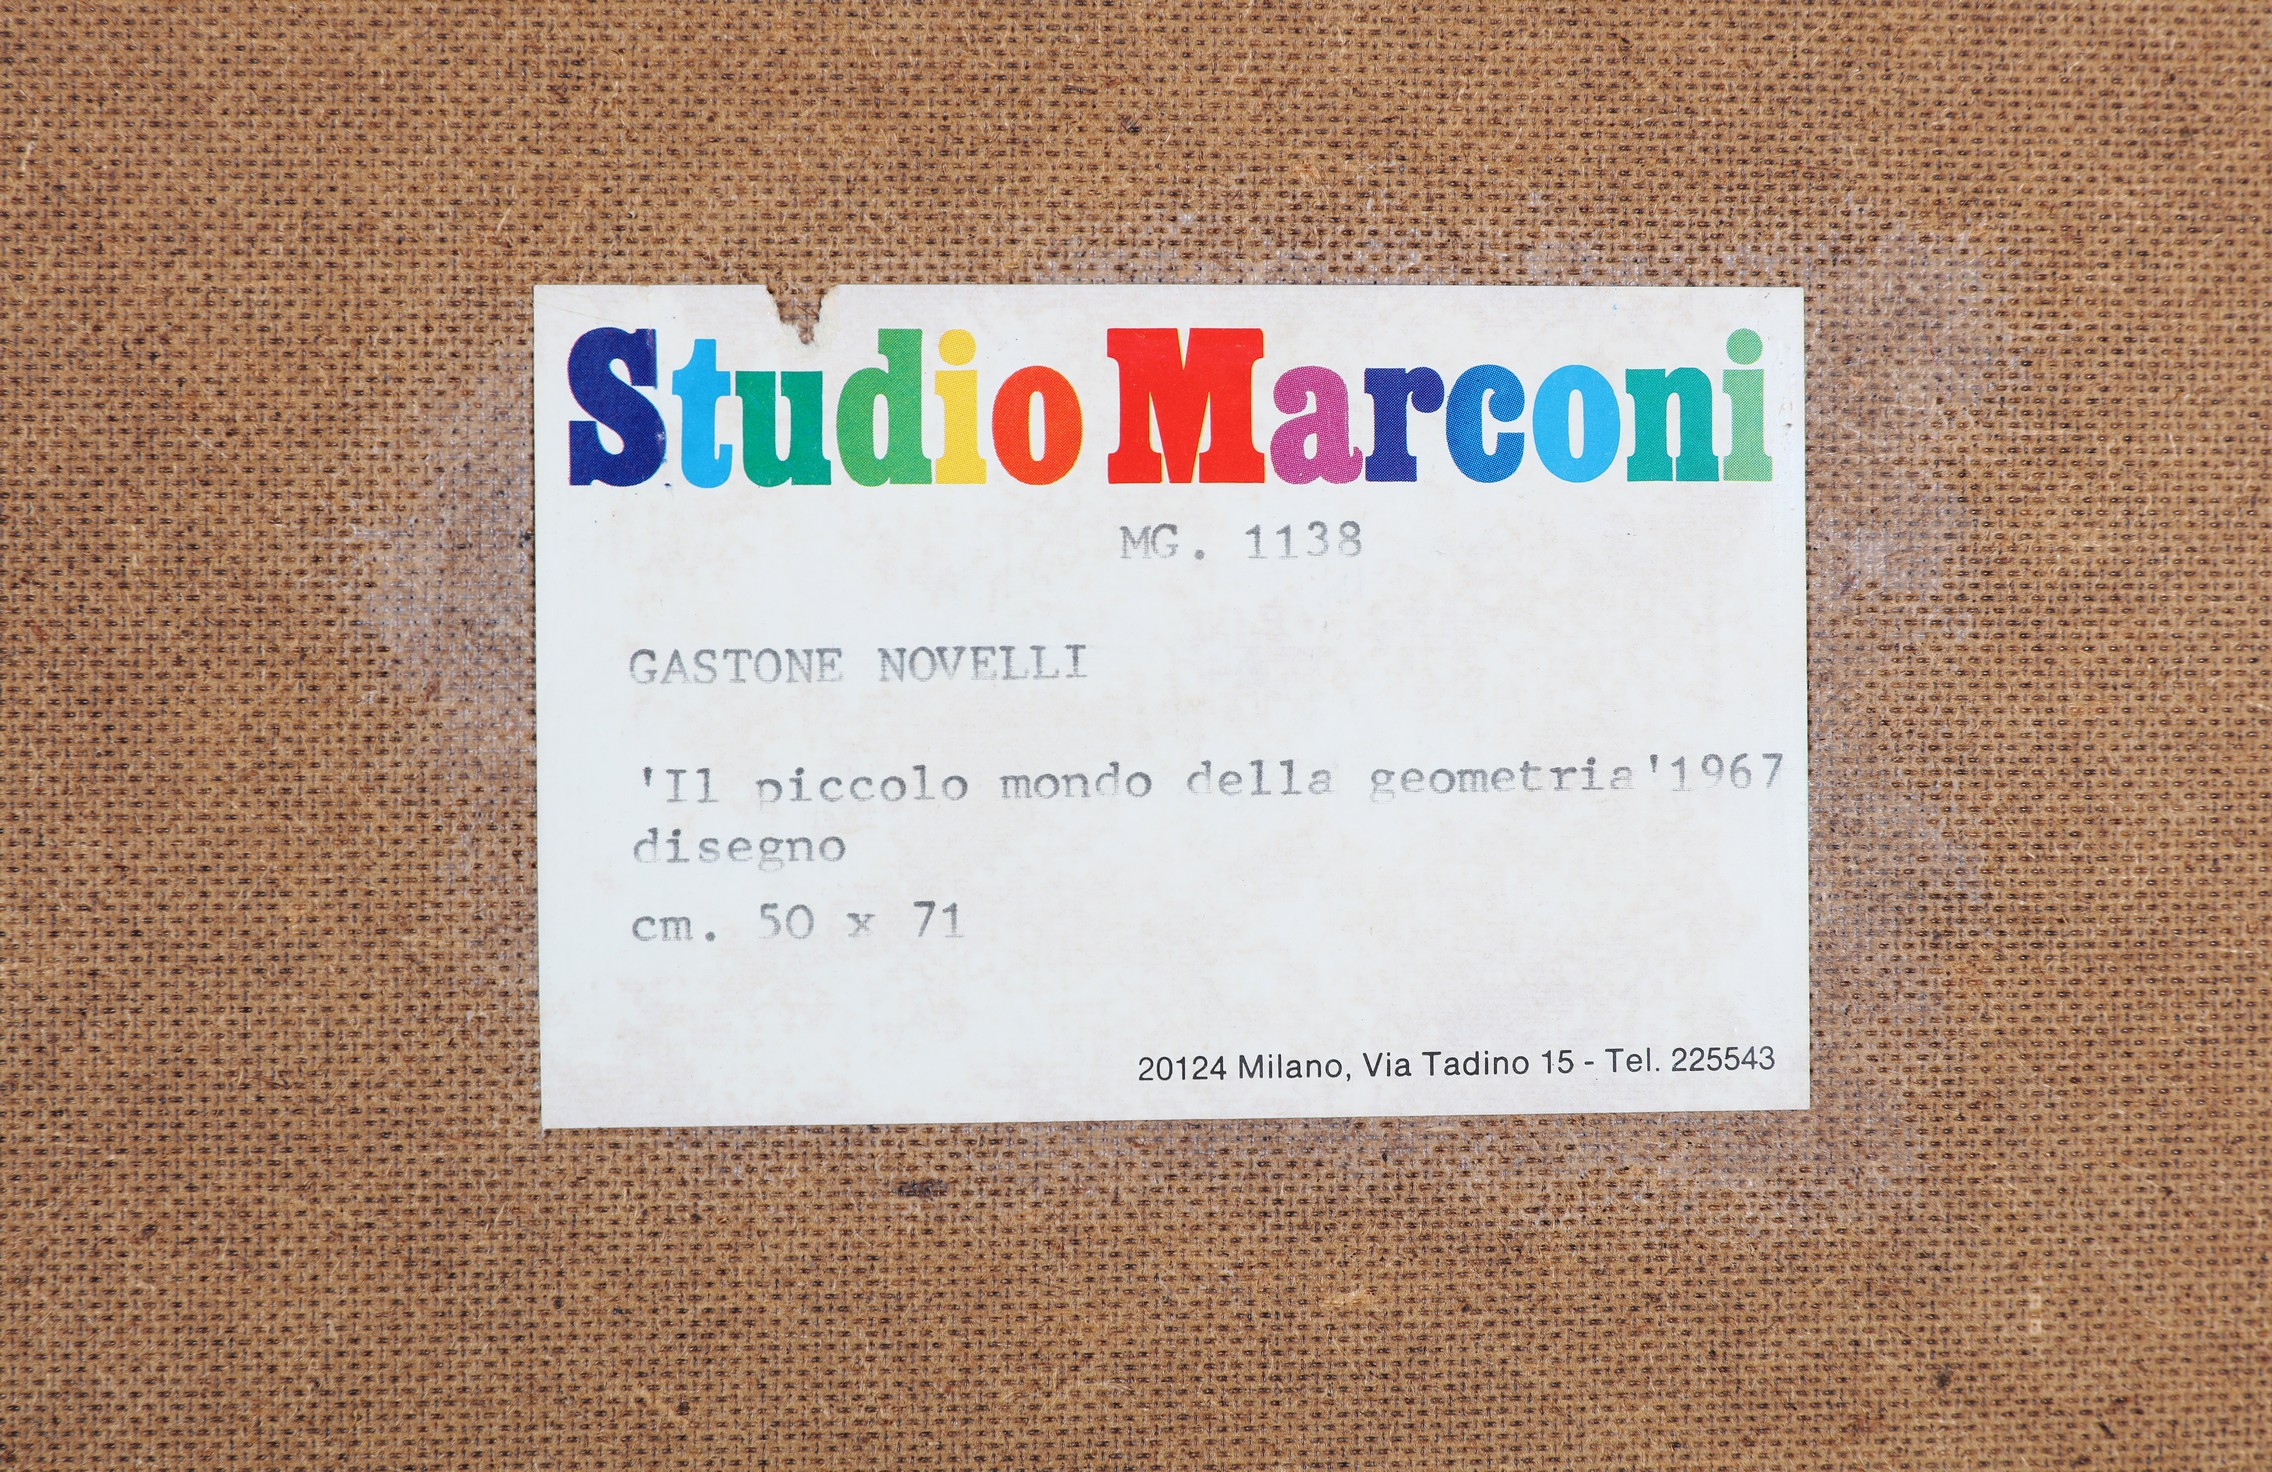 Studio Marconi
MG. 1138
GASTONE NOVELLI
'Il piccolo mondo della geometria'1967
disegno
cm. 50 x 71
20124 Milano, Via Tadino 15 - Tel. 225543